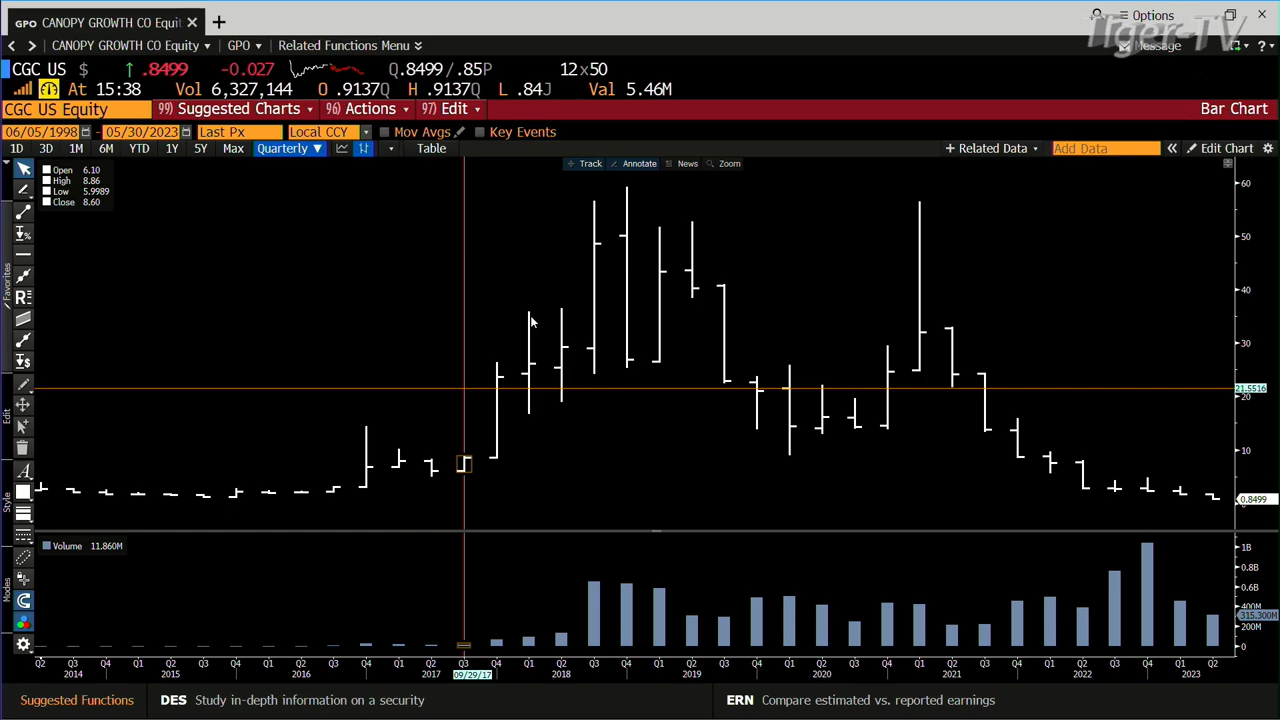 GPO CANOPY GROWTH CO Equit
Options
Tiger-TV
CANOPY GROWTH CO Equity GPO Related Functions Menu
Message
CGC US $ .8499 -0.027 Q.8499/.85P 12x50
At 15:38 Vol 6,327,144 O .9137Q H .9137Q L .84J Val 5.46M
CGC US Equity 99) Suggested Charts 96) Actions 97) Edit Bar Chart
06/05/1998 - 05/30/2023 Last Px Local CCY Mov Avgs Key Events
1D 3D 1M 6M YTD 1Y 5Y Max Quarterly Table + Related Data Add Data Edit Chart
Track Annotate News Zoom
Open 6.10
High 8.86
Low 5.9989
Close 8.60
60
50
40
30
21.5516
20
10
0.8499
Favorites
Edit
Style
Modes
Volume 11.860M
1B
0.8B
0.6B
400M
315.300M
200M
0
Q2 Q3 Q4 Q1 Q2 Q3 Q4 Q1 Q2 Q3 Q4 Q1 Q2 Q3 Q4 Q1 Q2 Q3 Q4 Q1 Q2 Q3 Q4 Q1 Q2 Q3 Q4 Q1 Q2 Q3 Q4 Q1 Q2 Q3 Q4 Q1 Q2
2014 2015 2016 2017 09/29/17 2018 2019 2020 2021 2022 2023
Suggested Functions DES Study in-depth information on a security ERN Compare estimated vs. reported earnings